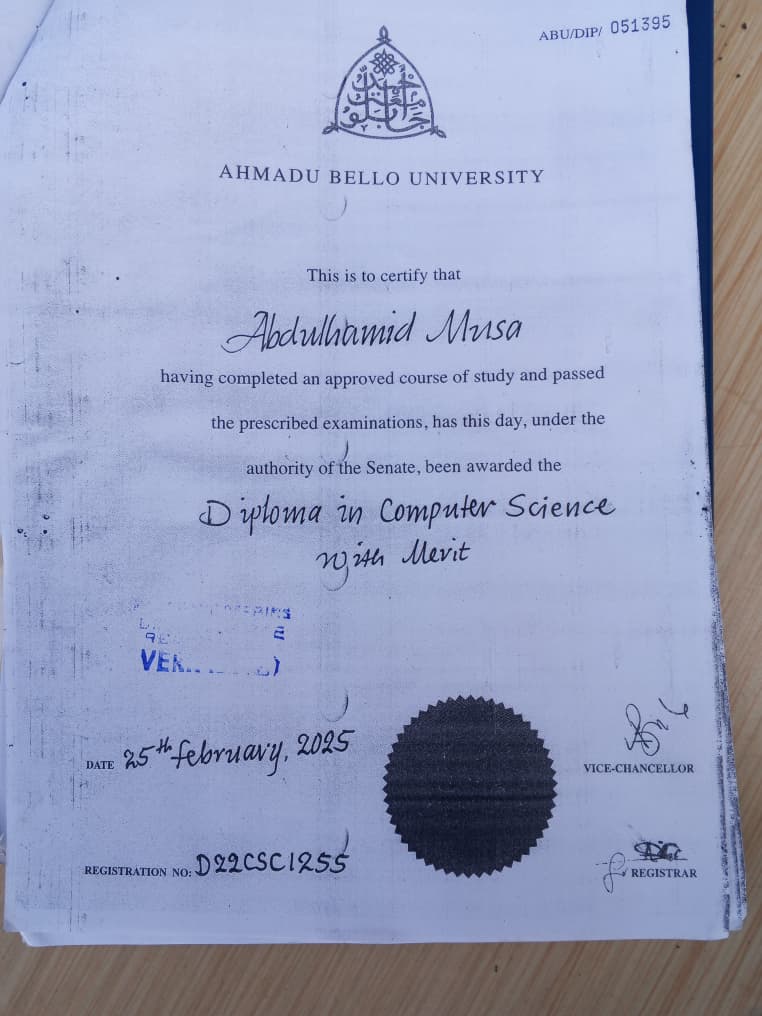 ABU/DIP/ 051395
AHMADU BELLO UNIVERSITY
This is to certify that
Abdulhamid Musa
having completed an approved course of study and passed
the prescribed examinations, has this day, under the
authority of the Senate, been awarded the
Diploma in Computer Science
with Merit
DATE 25th february, 2025
VICE-CHANCELLOR
REGISTRATION NO: D22CSC1255
REGISTRAR